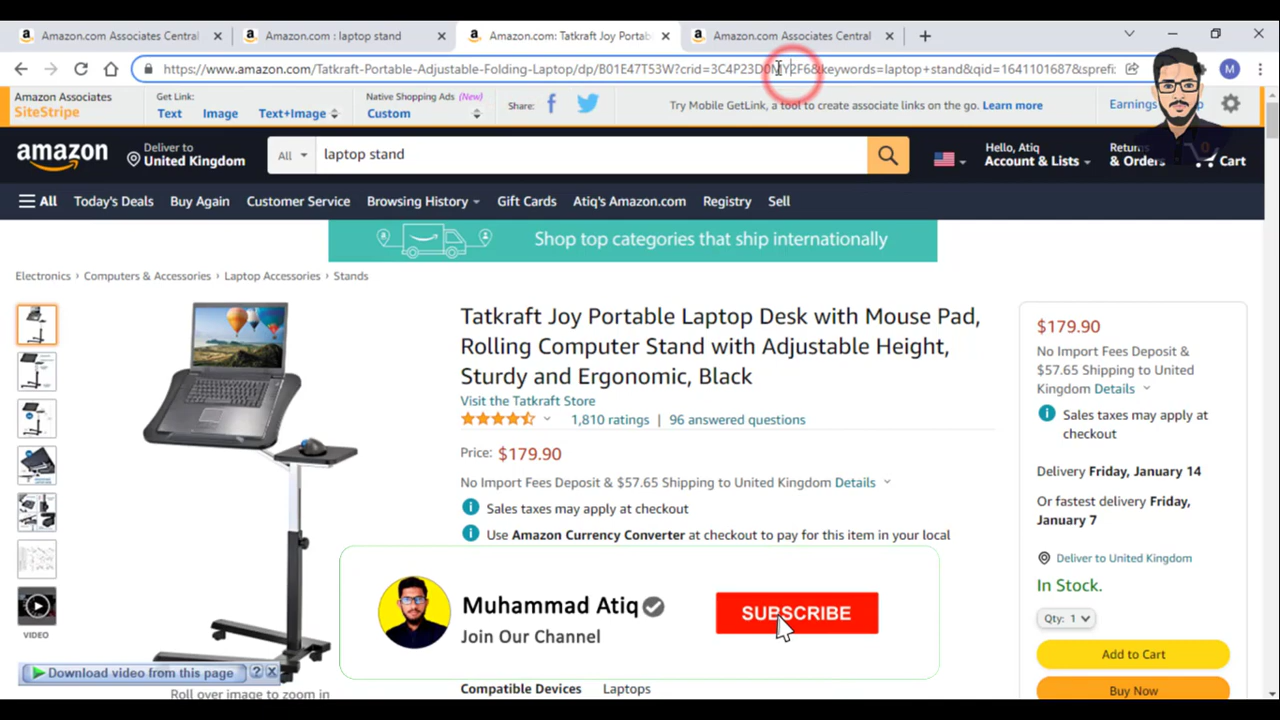 Amazon.com Associates Central
Amazon.com : laptop stand
Amazon.com: Tatkraft Joy Portab
Amazon.com Associates Central
https://www.amazon.com/Tatkraft-Portable-Adjustable-Folding-Laptop/dp/B01E47T53W?crid=3C4P23D0MY2F6&keywords=laptop+stand&qid=1641101687&sprefi
M
Amazon Associates
SiteStripe
Get Link:
Text
Image
Text+Image
Native Shopping Ads (New)
Custom
Share:
Try Mobile GetLink, a tool to create associate links on the go. Learn more
Earnings
amazon
Deliver to
United Kingdom
All
laptop stand
Hello, Atiq
Account & Lists
Return
& Orders
0
Cart
All
Today's Deals
Buy Again
Customer Service
Browsing History
Gift Cards
Atiq's Amazon.com
Registry
Sell
Shop top categories that ship internationally
Electronics › Computers & Accessories › Laptop Accessories › Stands
Tatkraft Joy Portable Laptop Desk with Mouse Pad,
Rolling Computer Stand with Adjustable Height,
Sturdy and Ergonomic, Black
Visit the Tatkraft Store
1,810 ratings | 96 answered questions
Price: $179.90
No Import Fees Deposit & $57.65 Shipping to United Kingdom Details
Sales taxes may apply at checkout
Use Amazon Currency Converter at checkout to pay for this item in your local
$179.90
No Import Fees Deposit &
$57.65 Shipping to United
Kingdom Details
Sales taxes may apply at
checkout
Delivery Friday, January 14
Or fastest delivery Friday,
January 7
Deliver to United Kingdom
In Stock.
Qty: 1
Add to Cart
Buy Now
VIDEO
Muhammad Atiq
Join Our Channel
SUBSCRIBE
Download video from this page
?
Roll over image to zoom in
Compatible Devices Laptops